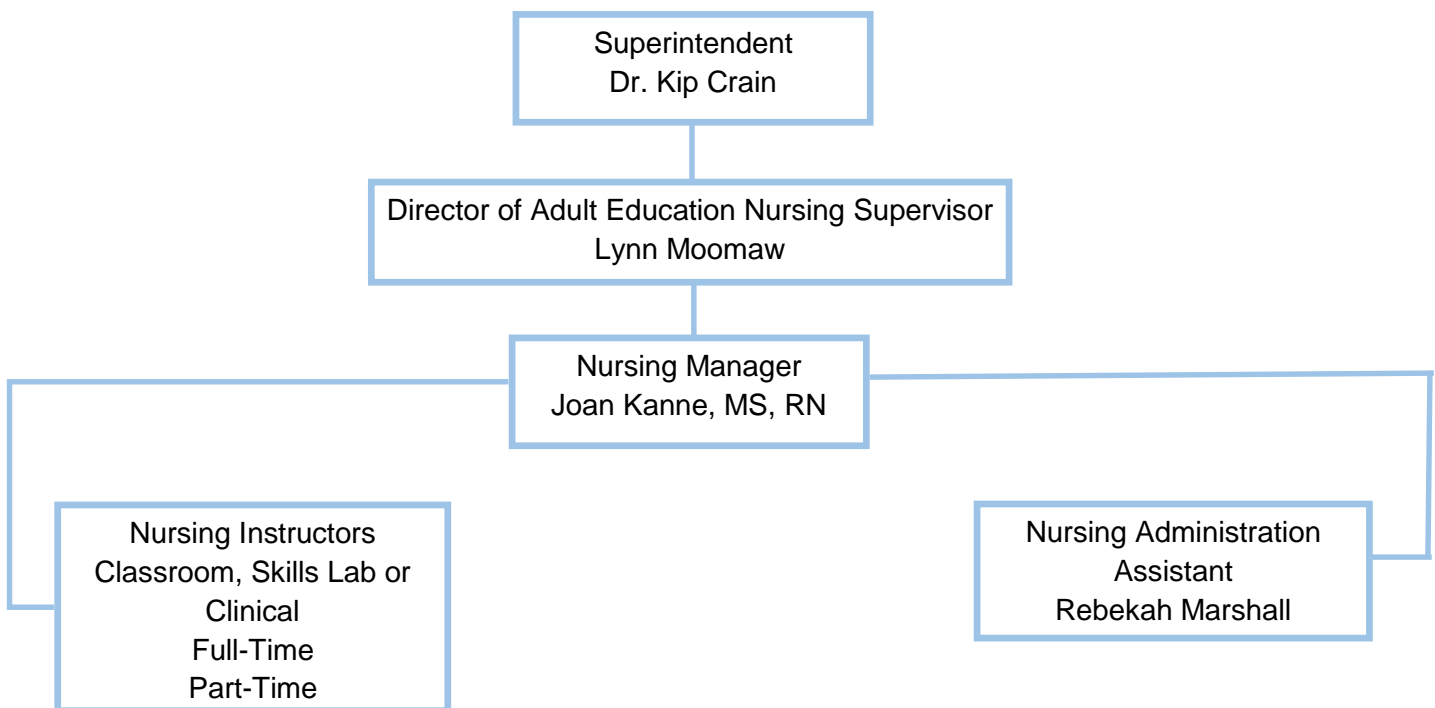 Superintendent
Dr. Kip Crain
Director of Adult Education Nursing Supervisor
Lynn Moomaw
Nursing Manager
Joan Kanne, MS, RN
Nursing Instructors
Classroom, Skills Lab or
Clinical
Full-Time
Part-Time
Nursing Administration
Assistant
Rebekah Marshall